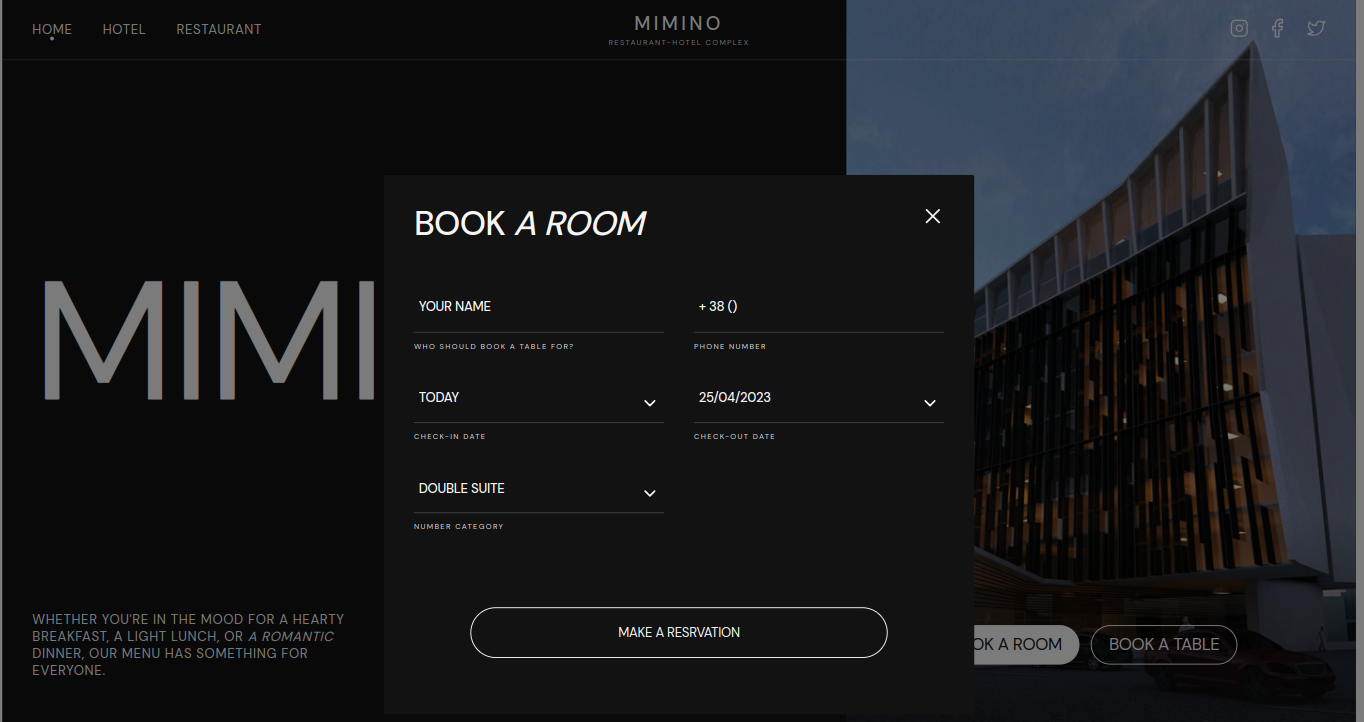 HOME HOTEL RESTAURANT
MIMINO
RESTAURANT-HOTEL COMPLEX
BOOK A ROOM
MIMI
YOUR NAME
WHO SHOULD BOOK A TABLE FOR?
+ 38 ()
PHONE NUMBER
TODAY
CHECK-IN DATE
25/04/2023
CHECK-OUT DATE
DOUBLE SUITE
NUMBER CATEGORY
MAKE A RESRVATION
WHETHER YOU'RE IN THE MOOD FOR A HEARTY
BREAKFAST, A LIGHT LUNCH, OR A ROMANTIC
DINNER, OUR MENU HAS SOMETHING FOR
EVERYONE.
OK A ROOM
BOOK A TABLE